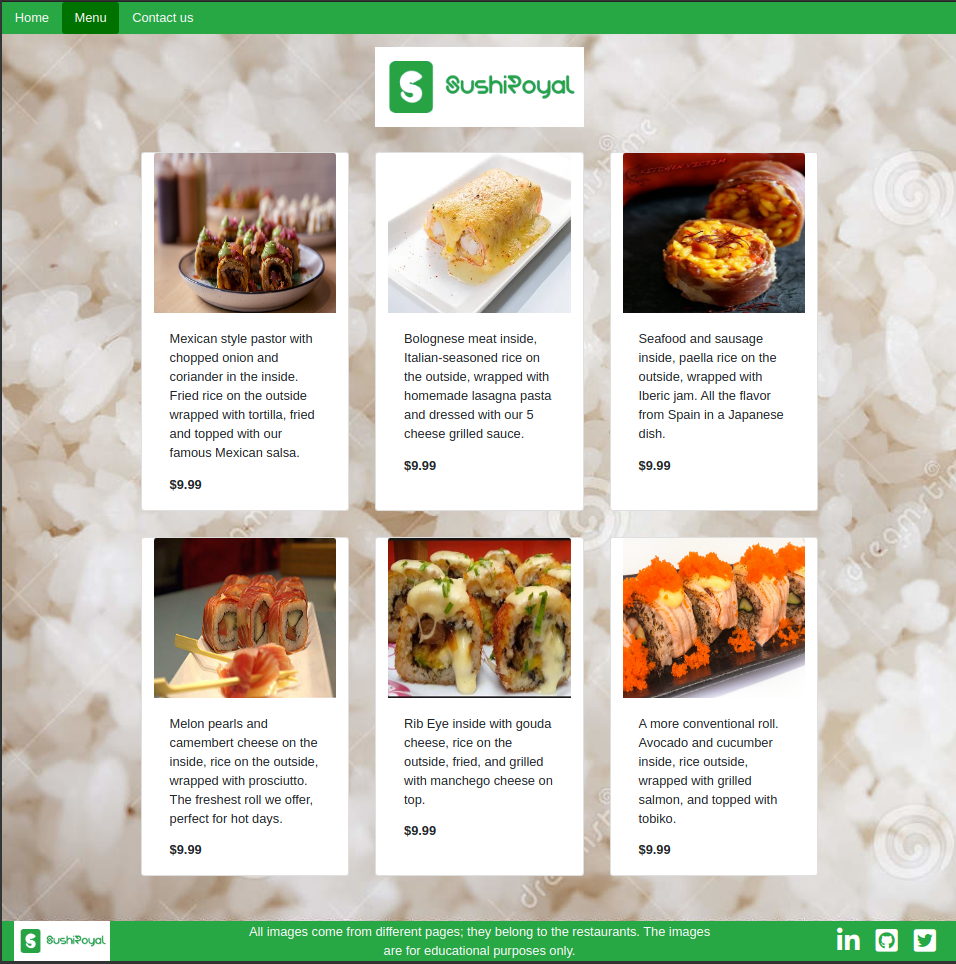 Home Menu Contact us
SushiRoyal
Mexican style pastor with
chopped onion and
coriander in the inside.
Fried rice on the outside
wrapped with tortilla, fried
and topped with our
famous Mexican salsa.
$9.99
Bolognese meat inside,
Italian-seasoned rice on
the outside, wrapped with
homemade lasagna pasta
and dressed with our 5
cheese grilled sauce.
$9.99
Seafood and sausage
inside, paella rice on the
outside, wrapped with
Iberic jam. All the flavor
from Spain in a Japanese
dish.
$9.99
Melon pearls and
camembert cheese on the
inside, rice on the outside,
wrapped with prosciutto.
The freshest roll we offer,
perfect for hot days.
$9.99
Rib Eye inside with gouda
cheese, rice on the
outside, fried, and grilled
with manchego cheese on
top.
$9.99
A more conventional roll.
Avocado and cucumber
inside, rice outside,
wrapped with grilled
salmon, and topped with
tobiko.
$9.99
SushiRoyal
All images come from different pages; they belong to the restaurants. The images
are for educational purposes only.